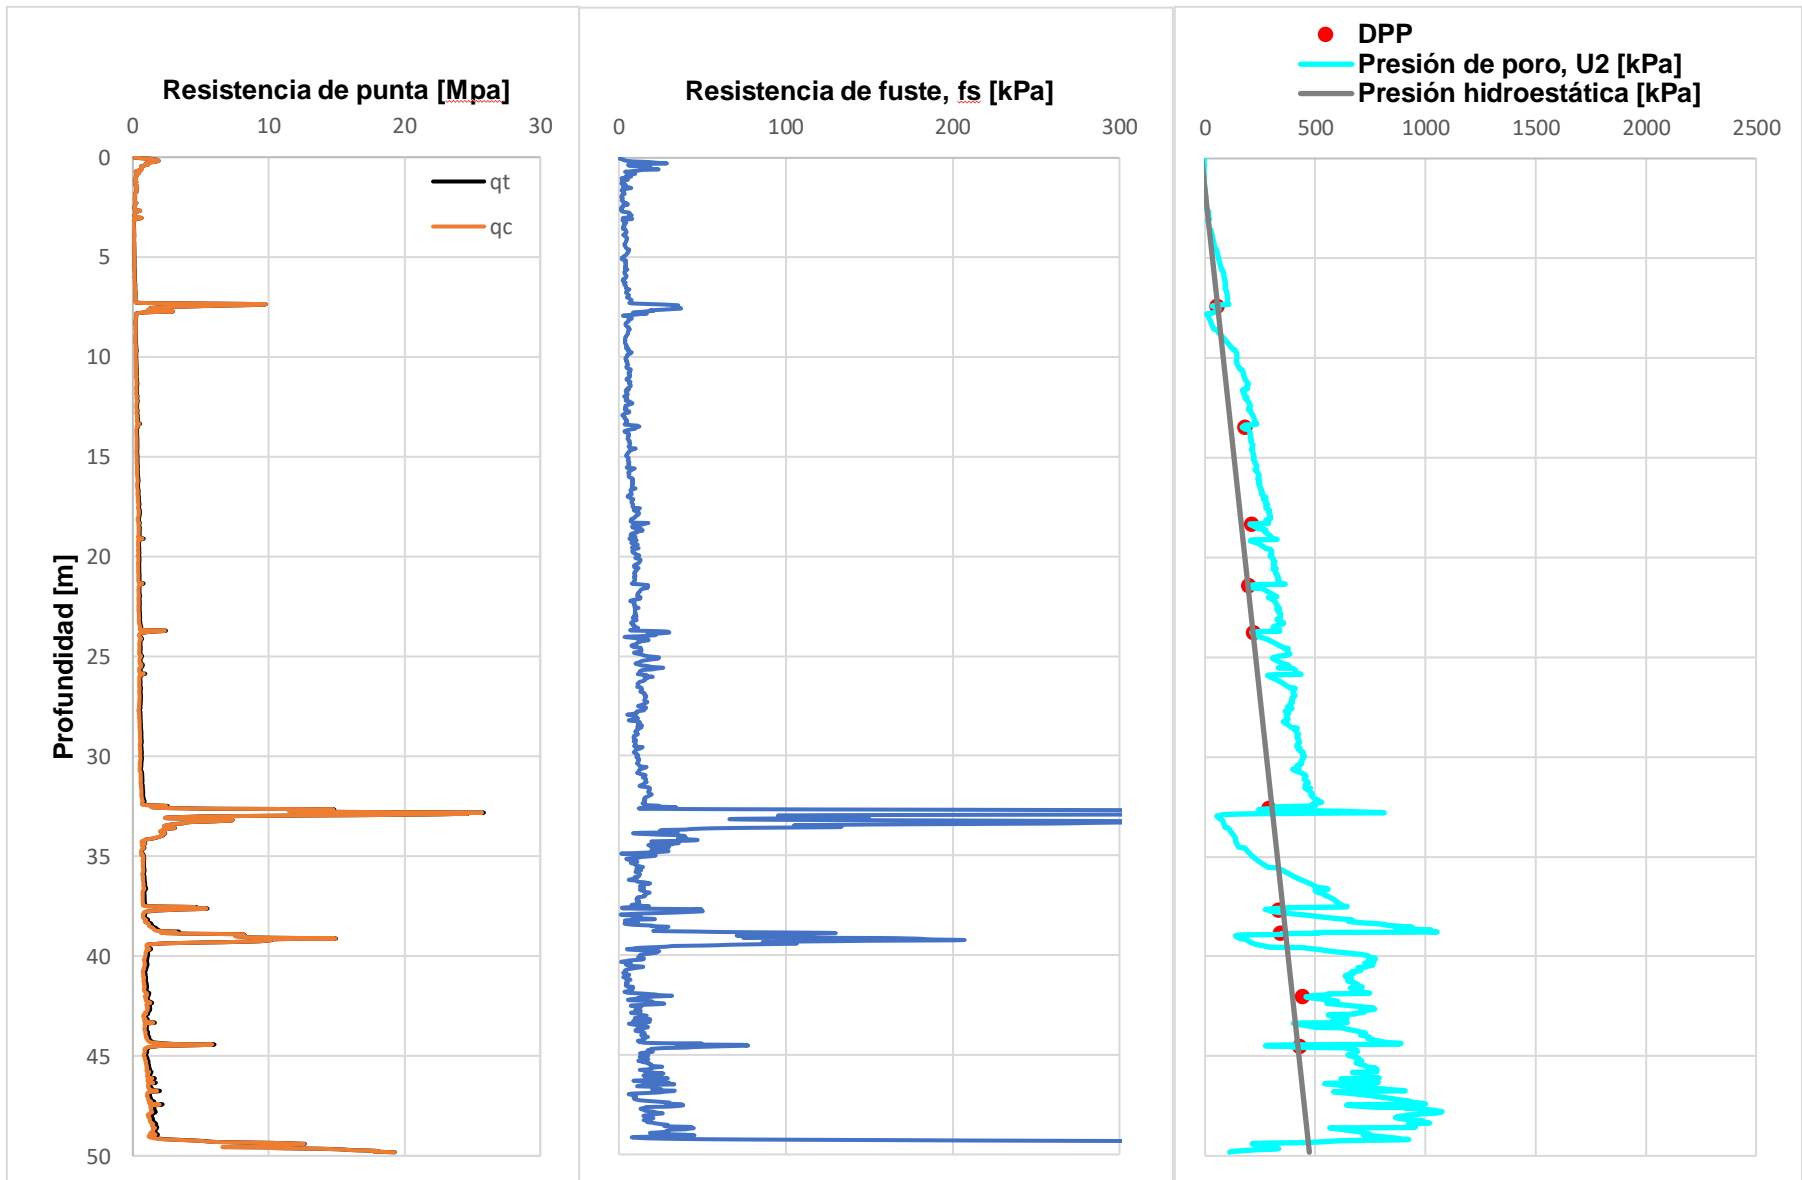 Resistencia de punta [Mpa]
0 10 20 30
qt
qc
Profundidad [m]
0
5
10
15
20
25
30
35
40
45
50
Resistencia de fuste, fs [kPa]
0 100 200 300
DPP
Presión de poro, U2 [kPa]
Presión hidroestática [kPa]
0 500 1000 1500 2000 2500